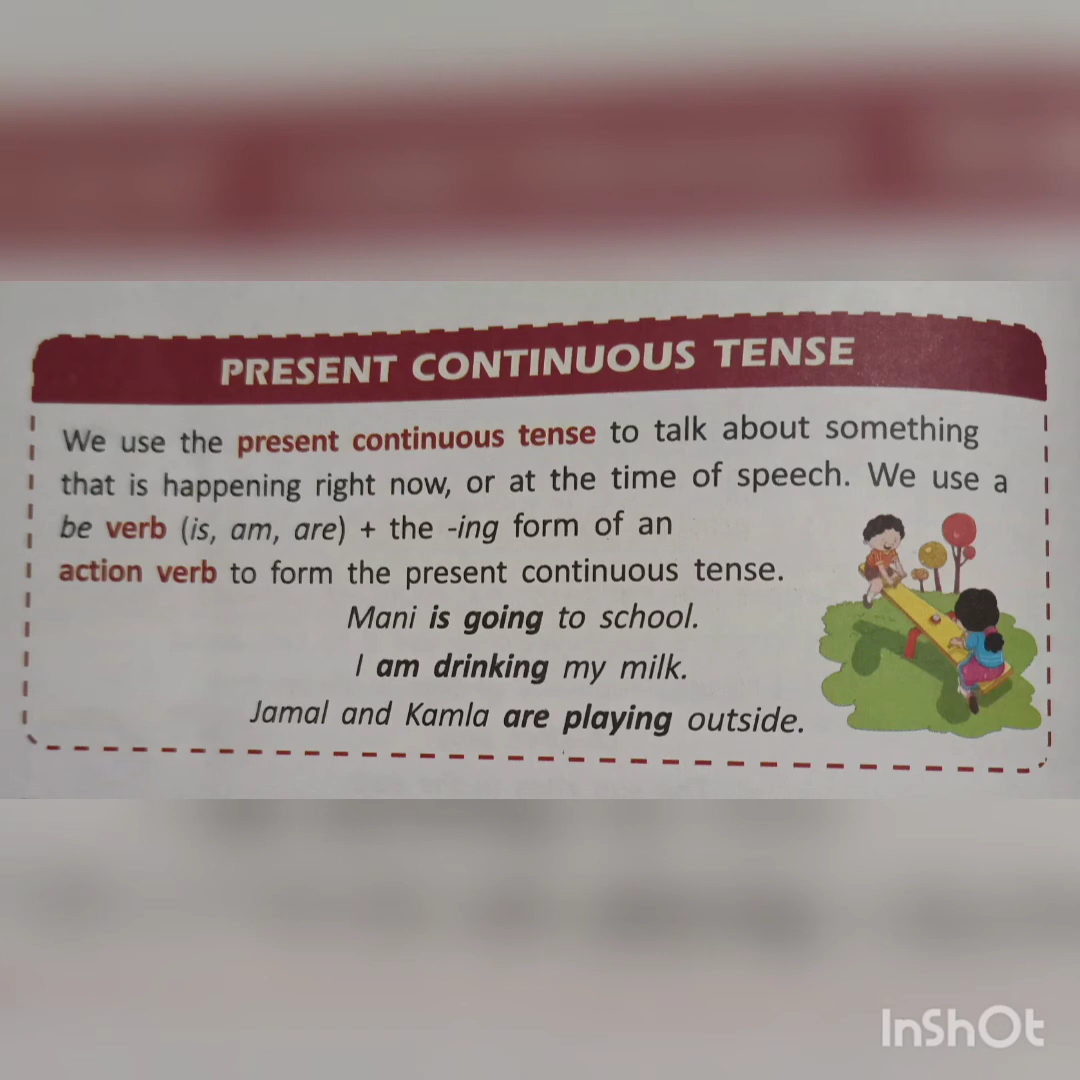 PRESENT CONTINUOUS TENSE
We use the present continuous tense to talk about something
that is happening right now, or at the time of speech. We use a
be verb (is, am, are) + the -ing form of an
action verb to form the present continuous tense.
Mani is going to school.
I am drinking my milk.
Jamal and Kamla are playing outside.
InShOt